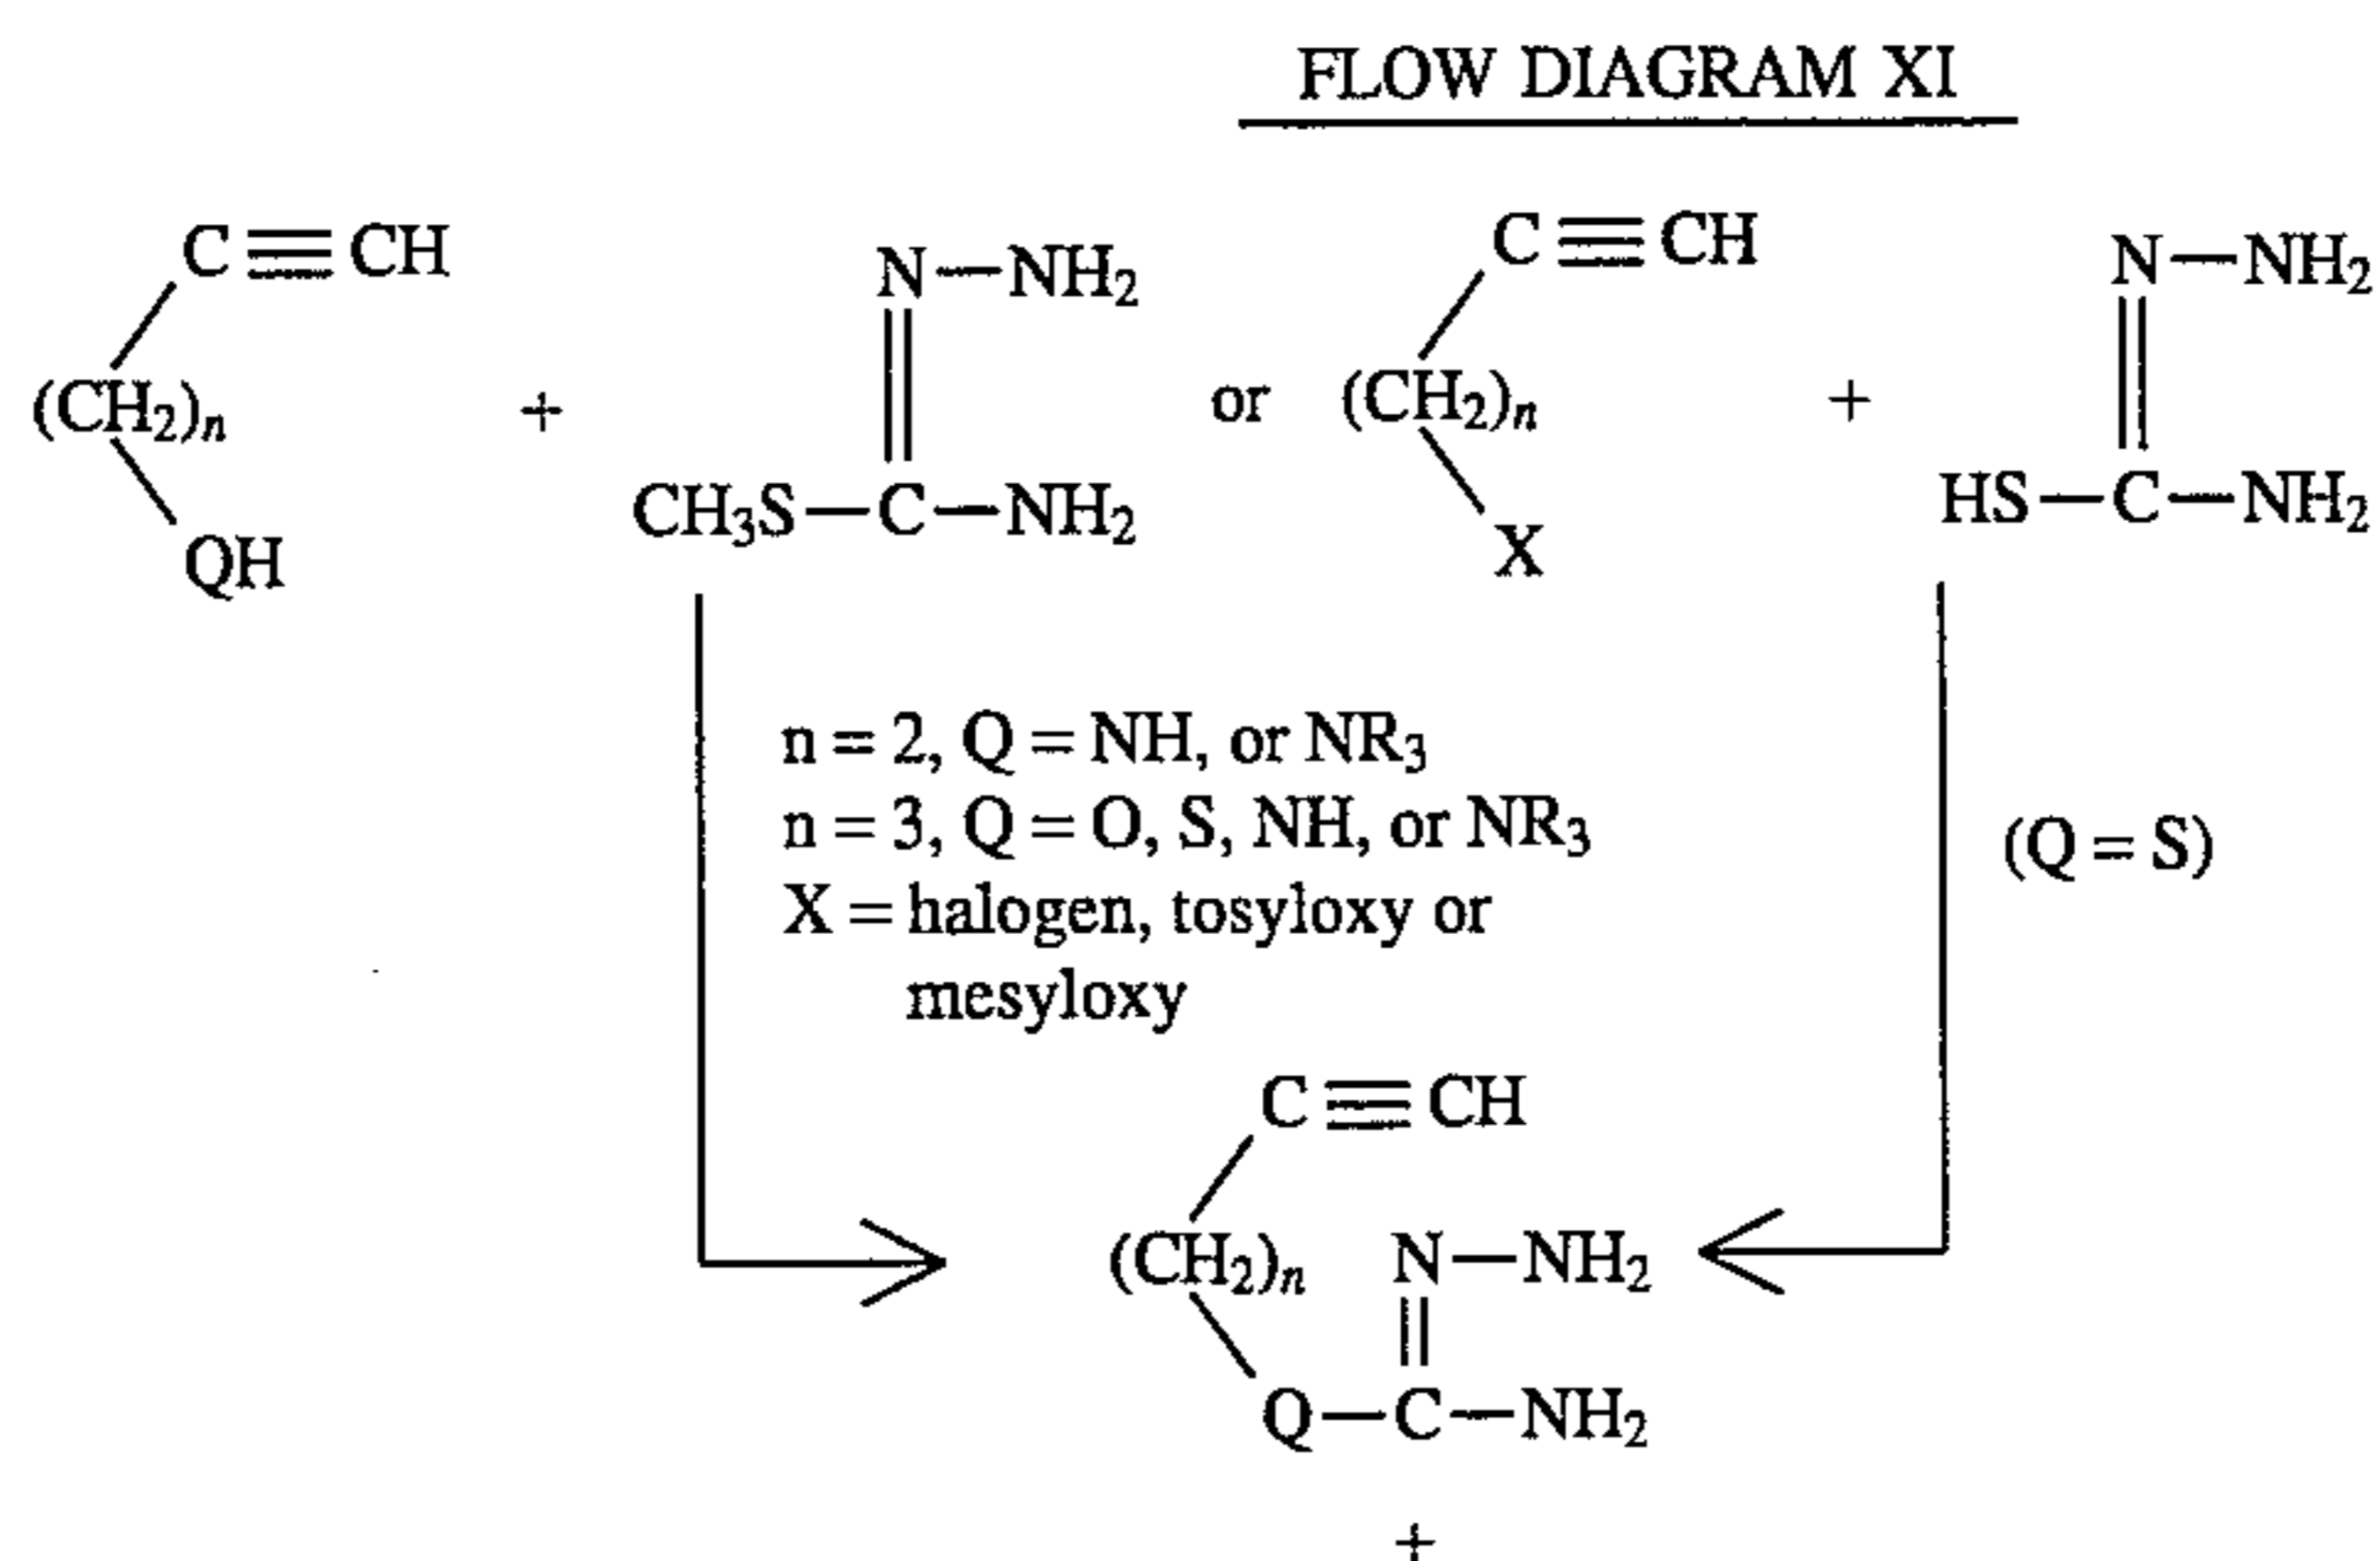 FLOW DIAGRAM XI
C≡CH
N—NH2
C≡CH
N—NH2
(CH2)n
+
or
(CH2)n
+
CH3S—C—NH2
HS—C—NH2
QH
X
n = 2, Q = NH, or NR3
n = 3, Q = O, S, NH, or NR3
(Q = S)
X = halogen, tosyloxy or
mesyloxy
C≡CH
(CH2)n
N—NH2
Q—C—NH2
+